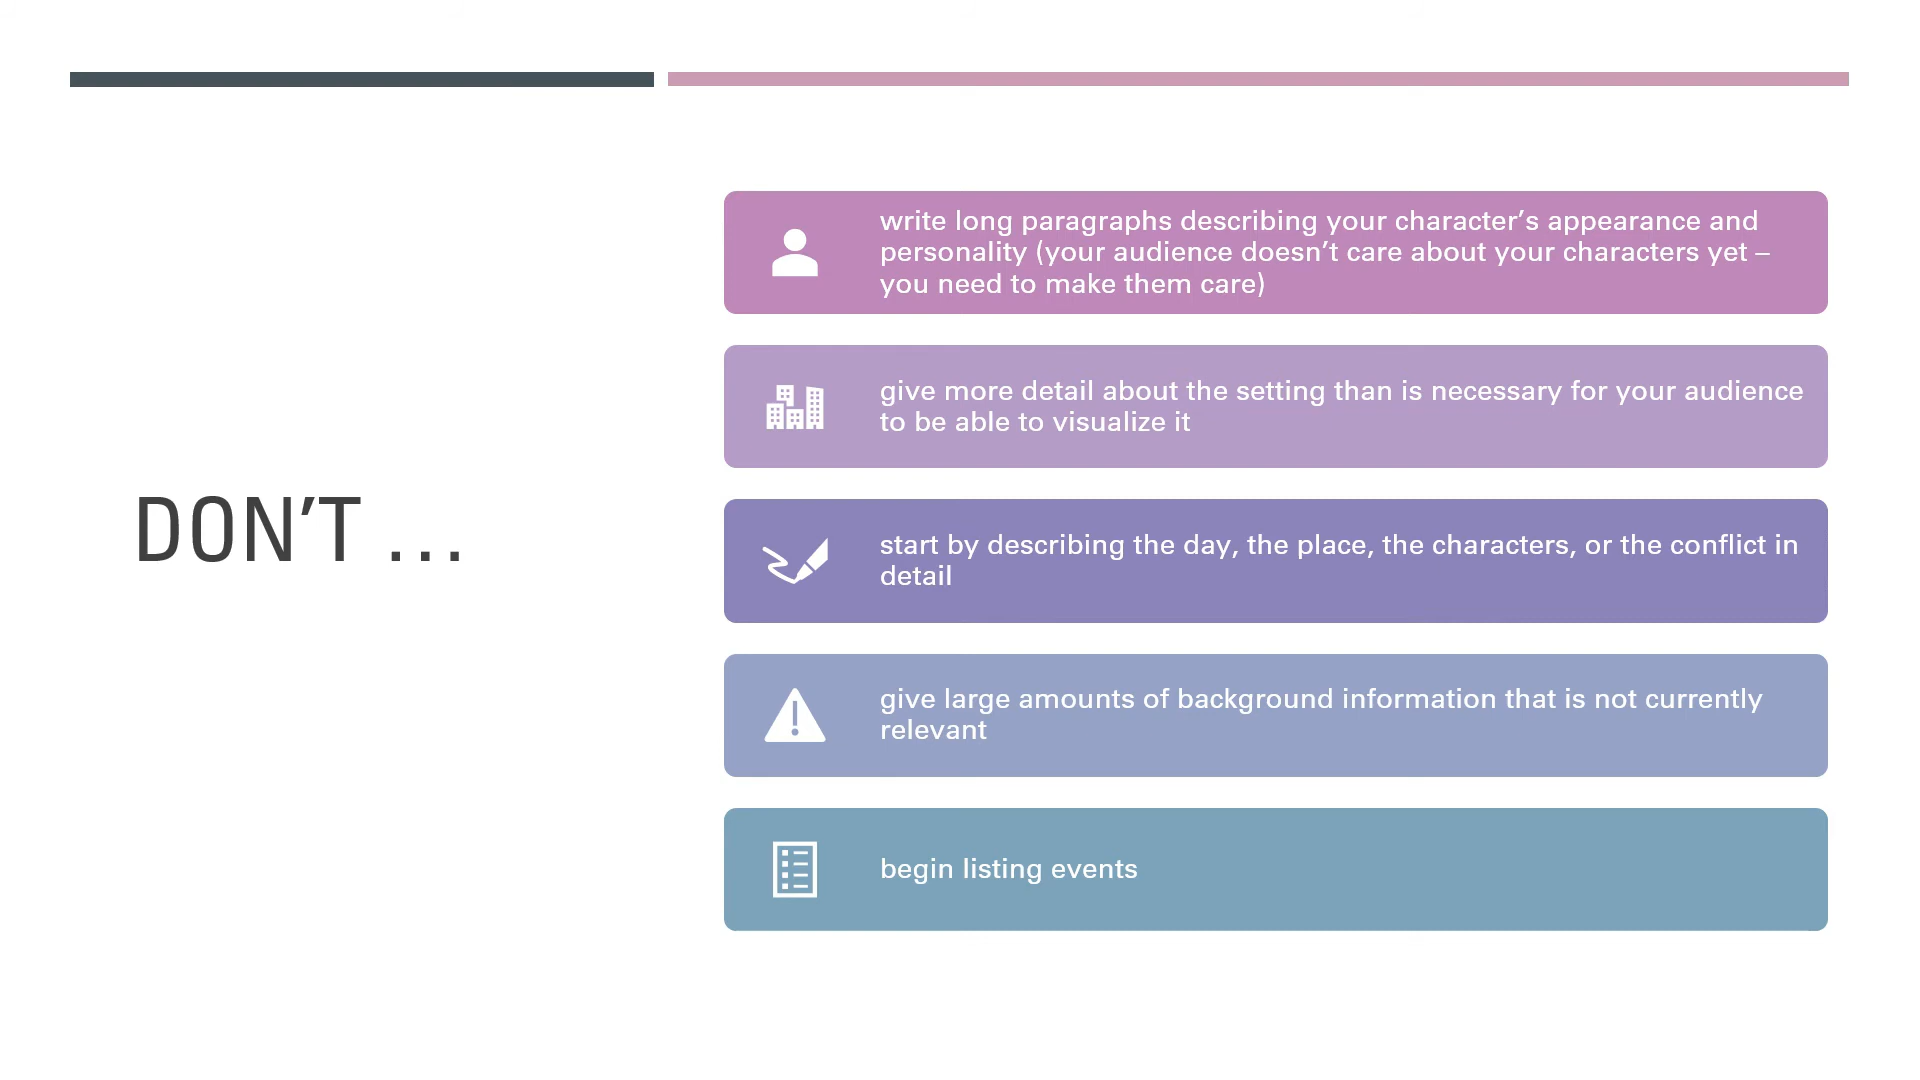 DON’T …
write long paragraphs describing your character’s appearance and
personality (your audience doesn’t care about your characters yet –
you need to make them care)
give more detail about the setting than is necessary for your audience
to be able to visualize it
start by describing the day, the place, the characters, or the conflict in
detail
give large amounts of background information that is not currently
relevant
begin listing events